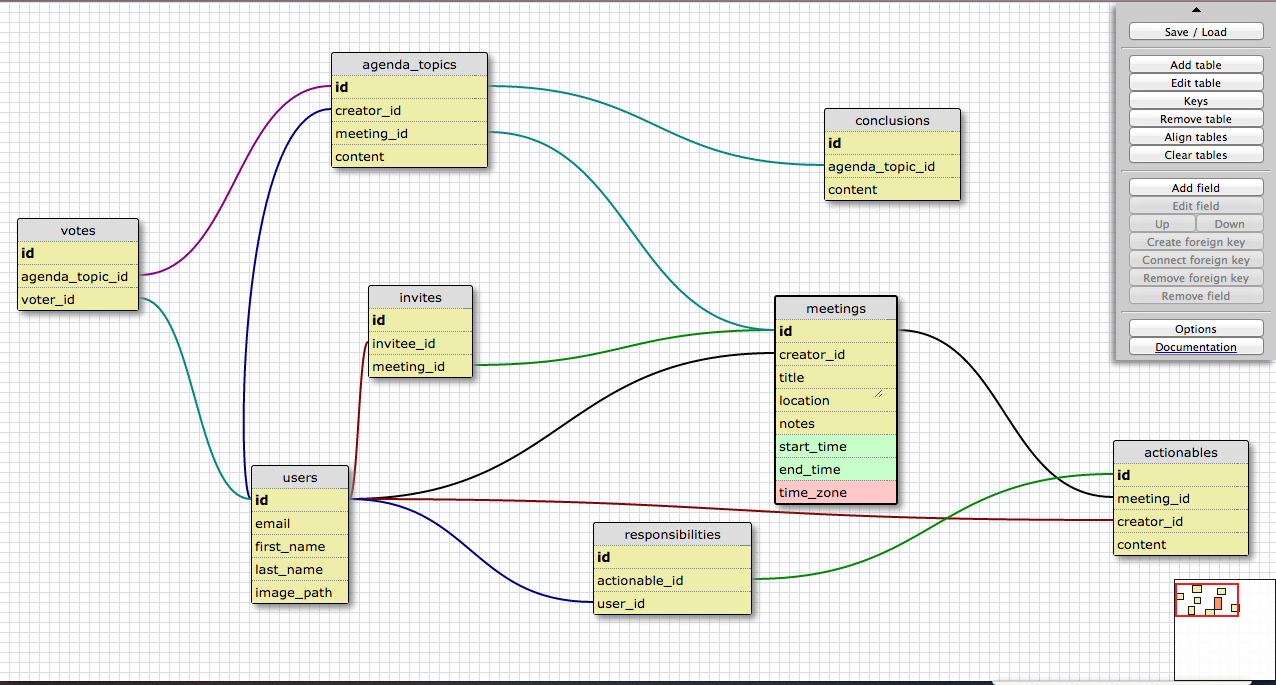 agenda_topics
id
creator_id
meeting_id
content
conclusions
id
agenda_topic_id
content
votes
id
agenda_topic_id
voter_id
invites
id
invitee_id
meeting_id
meetings
id
creator_id
title
location
notes
start_time
end_time
time_zone
users
id
email
first_name
last_name
image_path
responsibilities
id
actionable_id
user_id
actionables
id
meeting_id
creator_id
content
Save / Load
Add table
Edit table
Keys
Remove table
Align tables
Clear tables
Add field
Edit field
Up Down
Create foreign key
Connect foreign key
Remove foreign key
Remove field
Options
Documentation